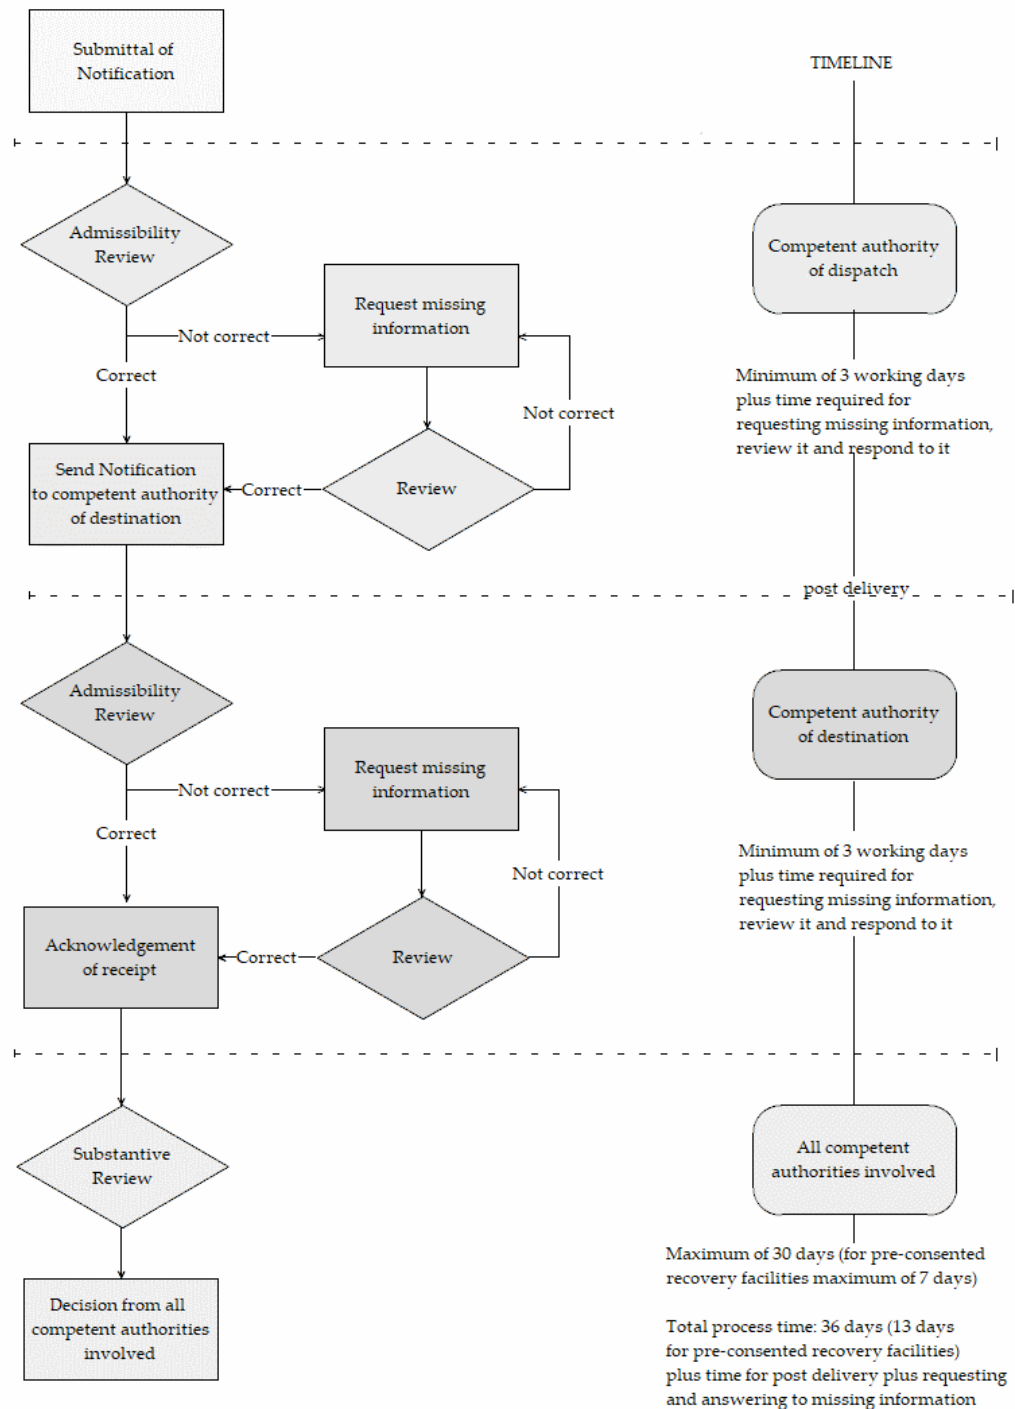 Submittal of
Notification
TIMELINE
Admissibility
Review
Competent authority
of dispatch
Request missing
information
Not correct
Correct
Minimum of 3 working days
plus time required for
requesting missing information,
review it and respond to it
Not correct
Send Notification
to competent authority
of destination
Correct
Review
post delivery
Admissibility
Review
Competent authority
of destination
Request missing
information
Not correct
Correct
Minimum of 3 working days
plus time required for
requesting missing information,
review it and respond to it
Not correct
Acknowledgement
of receipt
Correct
Review
Substantive
Review
All competent
authorities involved
Maximum of 30 days (for pre-consented
recovery facilities maximum of 7 days)
Decision from all
competent authorities
involved
Total process time: 36 days (13 days
for pre-consented recovery facilities)
plus time for post delivery plus requesting
and answering to missing information